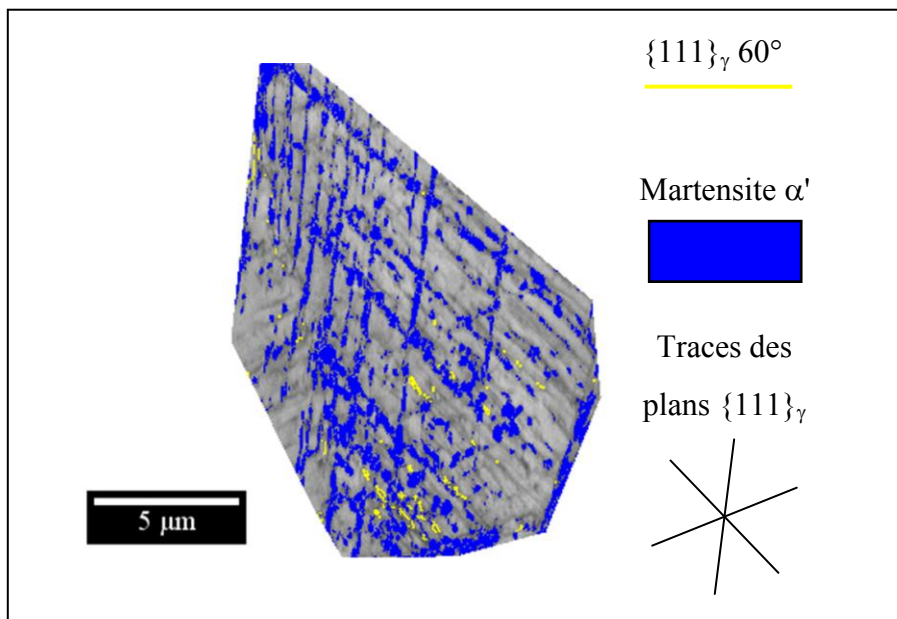 {111}γ 60°
Martensite α'
Traces des
plans {111}γ
5 µm